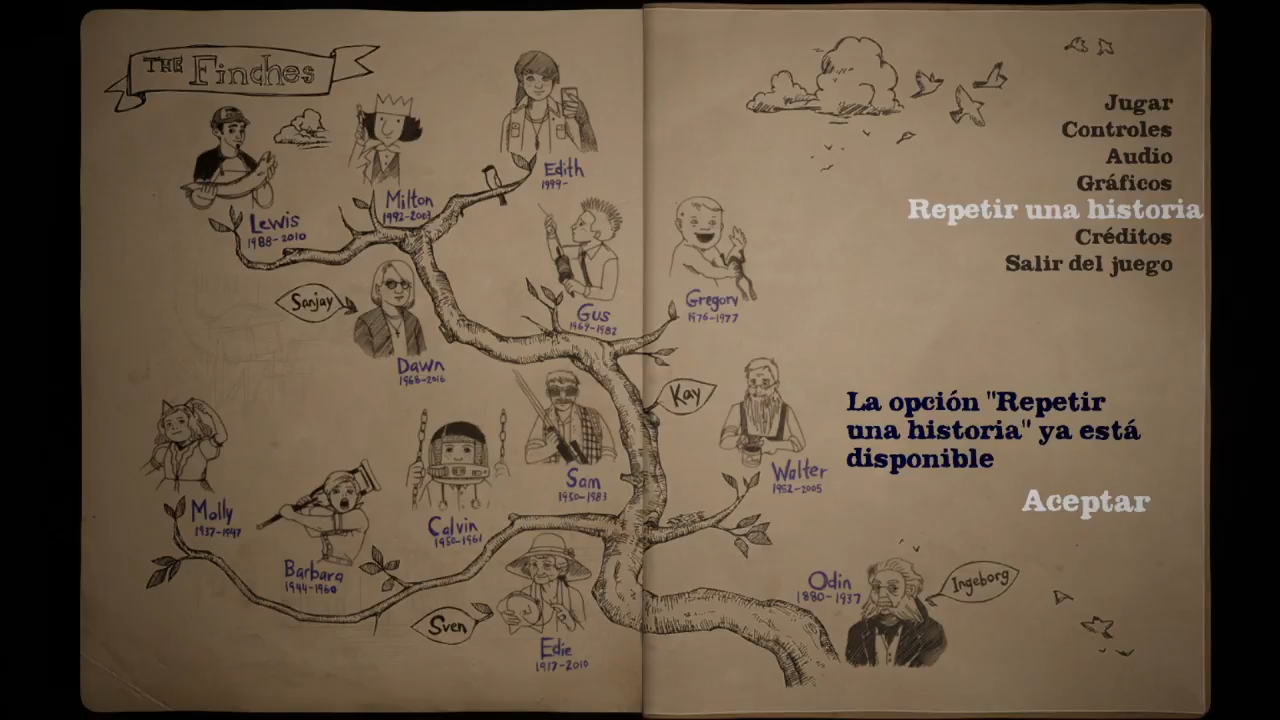 THE Finches
Edith
1999-
Milton
1992-2003
Lewis
1988-2010
Gus
1969-1982
Gregory
1976-1977
Sanjay
Dawn
1968-2016
Kay
Sam
1950-1983
Walter
1952-2005
Calvin
1950-1961
Molly
1937-1947
Barbara
1944-1960
Sven
Edie
1917-2010
Odin
1880-1937
Ingeborg
Jugar
Controles
Audio
Gráficos
Repetir una historia
Créditos
Salir del juego
La opción "Repetir
una historia" ya está
disponible
Aceptar